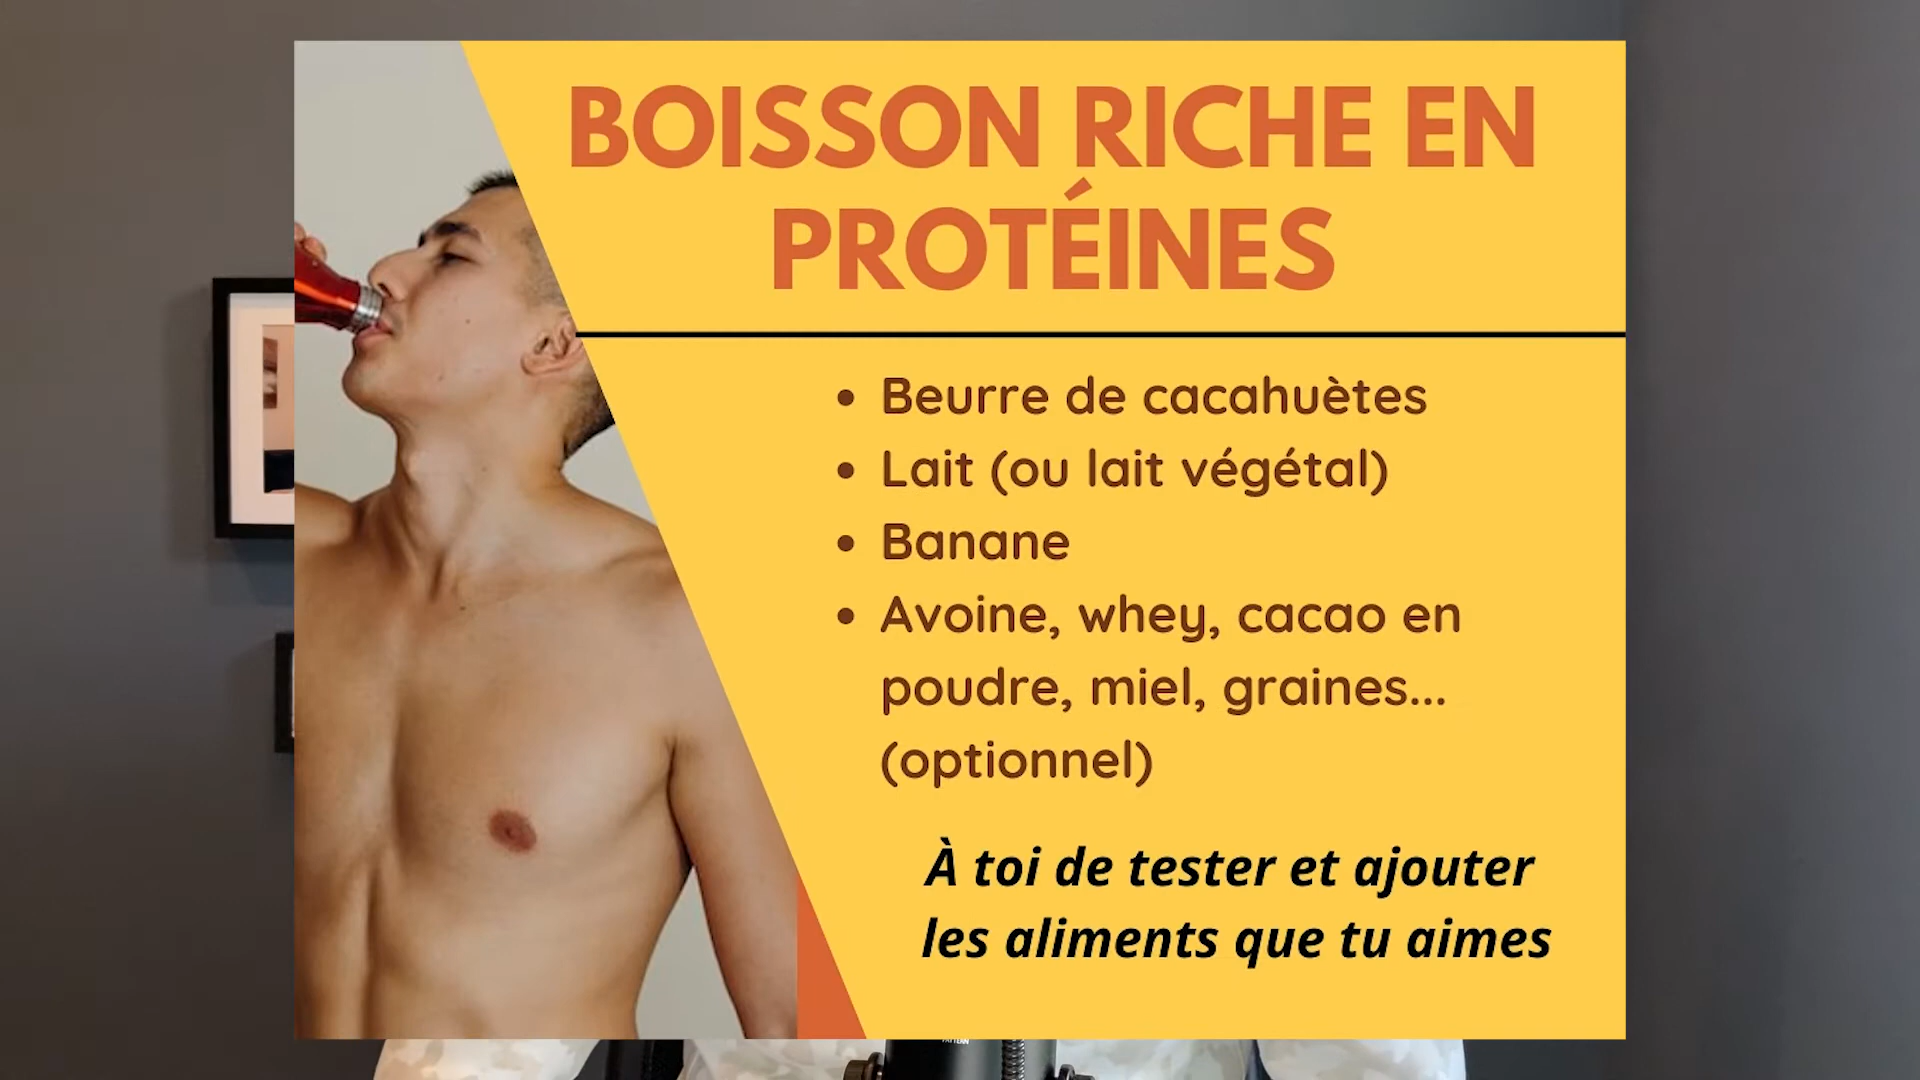 BOISSON RICHE EN
PROTÉINES
• Beurre de cacahuètes
• Lait (ou lait végétal)
• Banane
• Avoine, whey, cacao en
poudre, miel, graines...
(optionnel)
À toi de tester et ajouter
les aliments que tu aimes